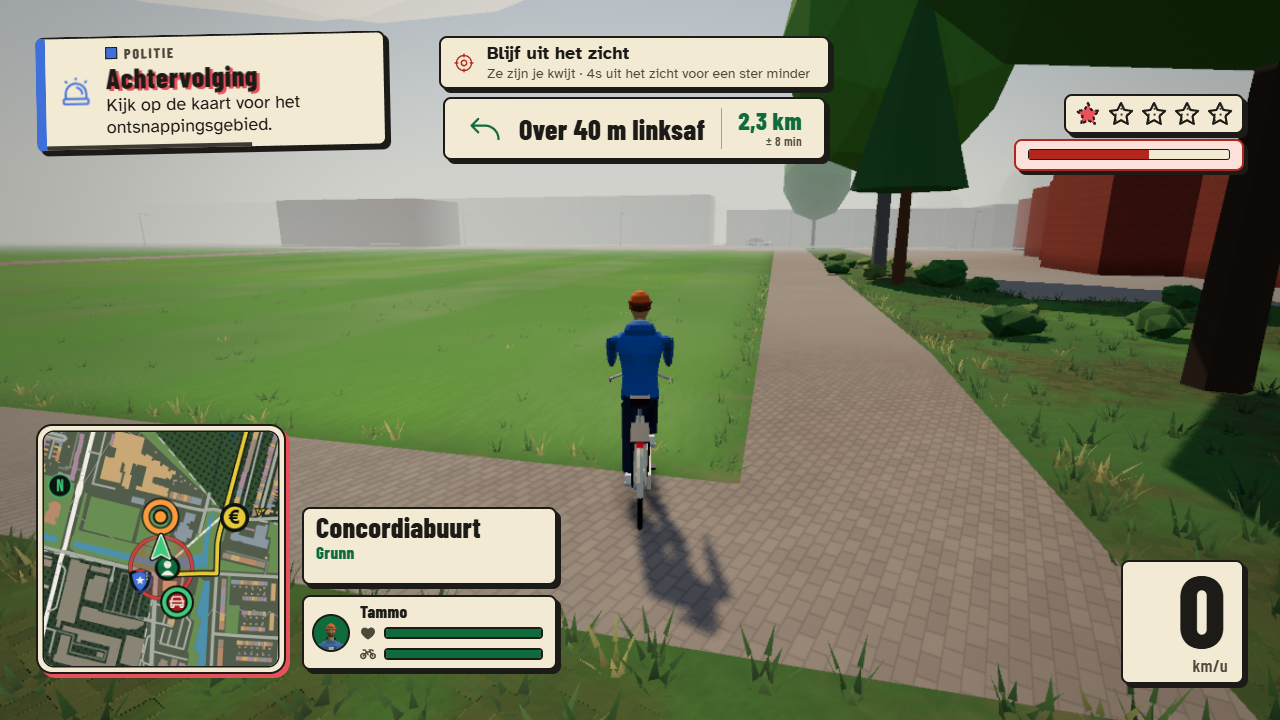 POLITIE
Achtervolging
Kijk op de kaart voor het
ontsnappingsgebied.
Blijf uit het zicht
Ze zijn je kwijt · 4s uit het zicht voor een ster minder
Over 40 m linksaf
2,3 km
± 8 min
N
€
Concordiabuurt
Grunn
Tammo
0
km/u